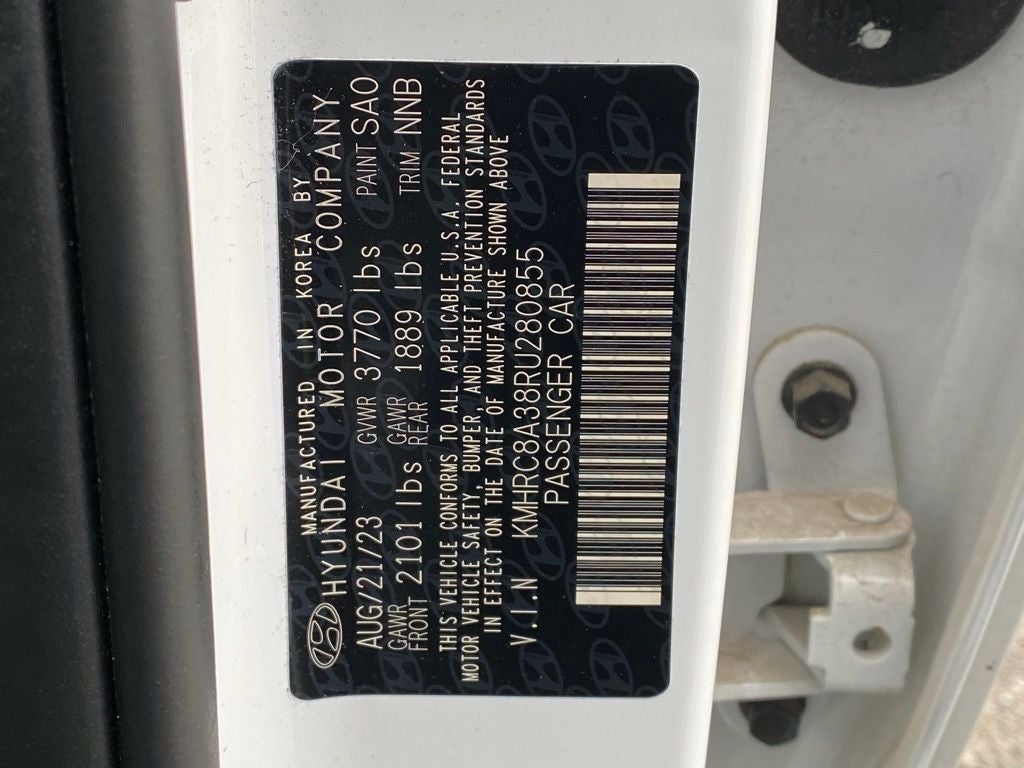 MANUFACTURED IN KOREA BY
HYUNDAI MOTOR COMPANY
AUG/21/23 GVWR 3770 lbs PAINT SAO
GAWR FRONT 2101 lbs GAWR REAR 1889 lbs TRIM NNB
THIS VEHICLE CONFORMS TO ALL APPLICABLE U.S.A. FEDERAL
MOTOR VEHICLE SAFETY, BUMPER, AND THEFT PREVENTION STANDARDS
IN EFFECT ON THE DATE OF MANUFACTURE SHOWN ABOVE
V.I.N KMHRC8A38RU280855
PASSENGER CAR